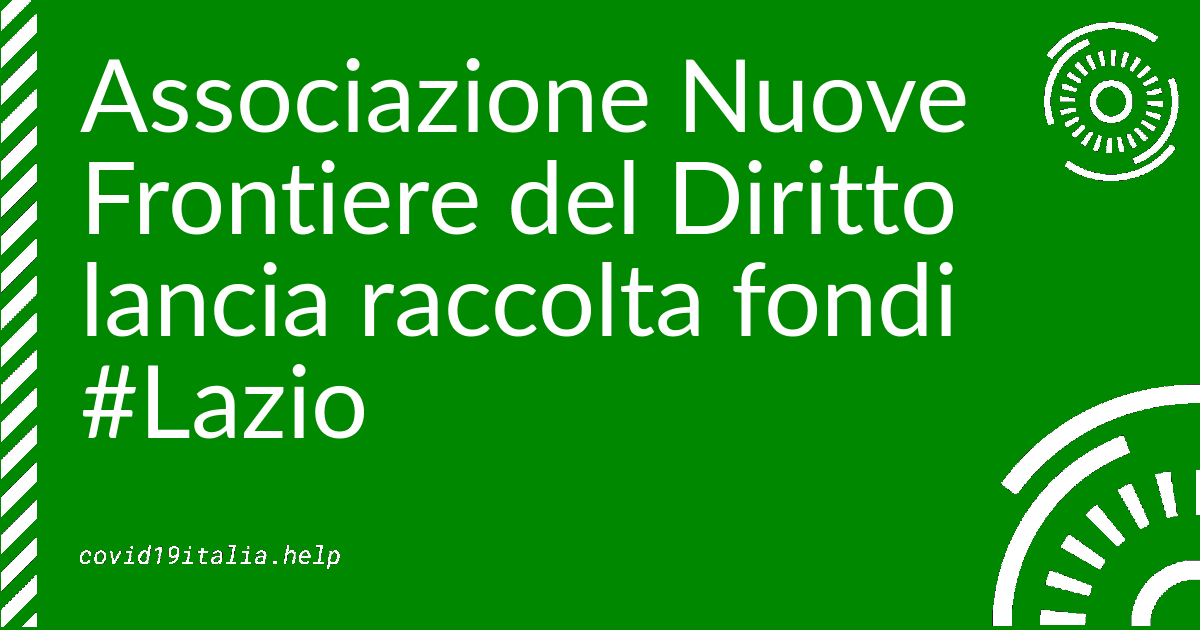 Associazione Nuove
Frontiere del Diritto
lancia raccolta fondi
#Lazio
covid19italia.help